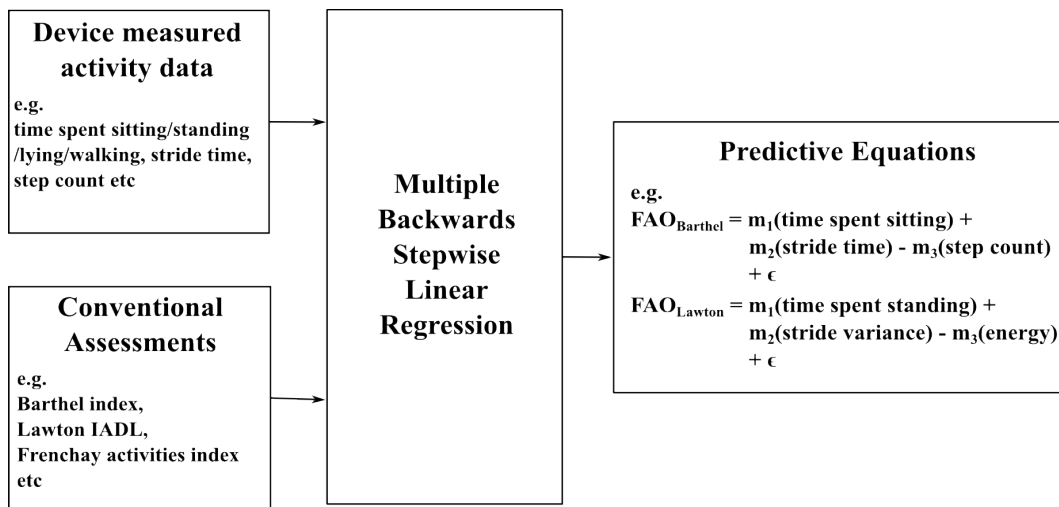 Device measured
activity data
e.g.
time spent sitting/standing
/lying/walking, stride time,
step count etc
Conventional
Assessments
e.g.
Barthel index,
Lawton IADL,
Frenchay activities index
etc
Multiple
Backwards
Stepwise
Linear
Regression
Predictive Equations
e.g.
FAO_Barthel = m₁(time spent sitting) +
m₂(stride time) - m₃(step count)
+ ϵ
FAO_Lawton = m₁(time spent standing) +
m₂(stride variance) - m₃(energy)
+ ϵ